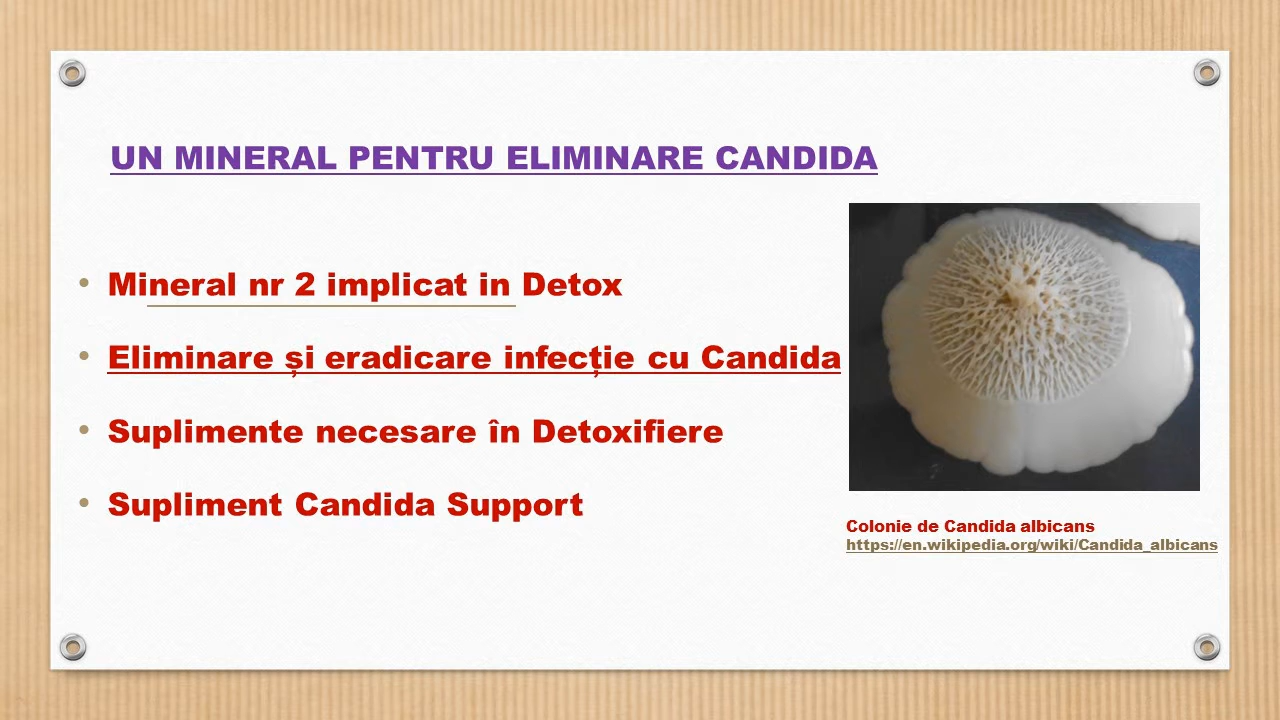 UN MINERAL PENTRU ELIMINARE CANDIDA
• Mineral nr 2 implicat in Detox
• Eliminare și eradicare infecție cu Candida
• Suplimente necesare în Detoxifiere
• Supliment Candida Support
Colonie de Candida albicans
https://en.wikipedia.org/wiki/Candida_albicans